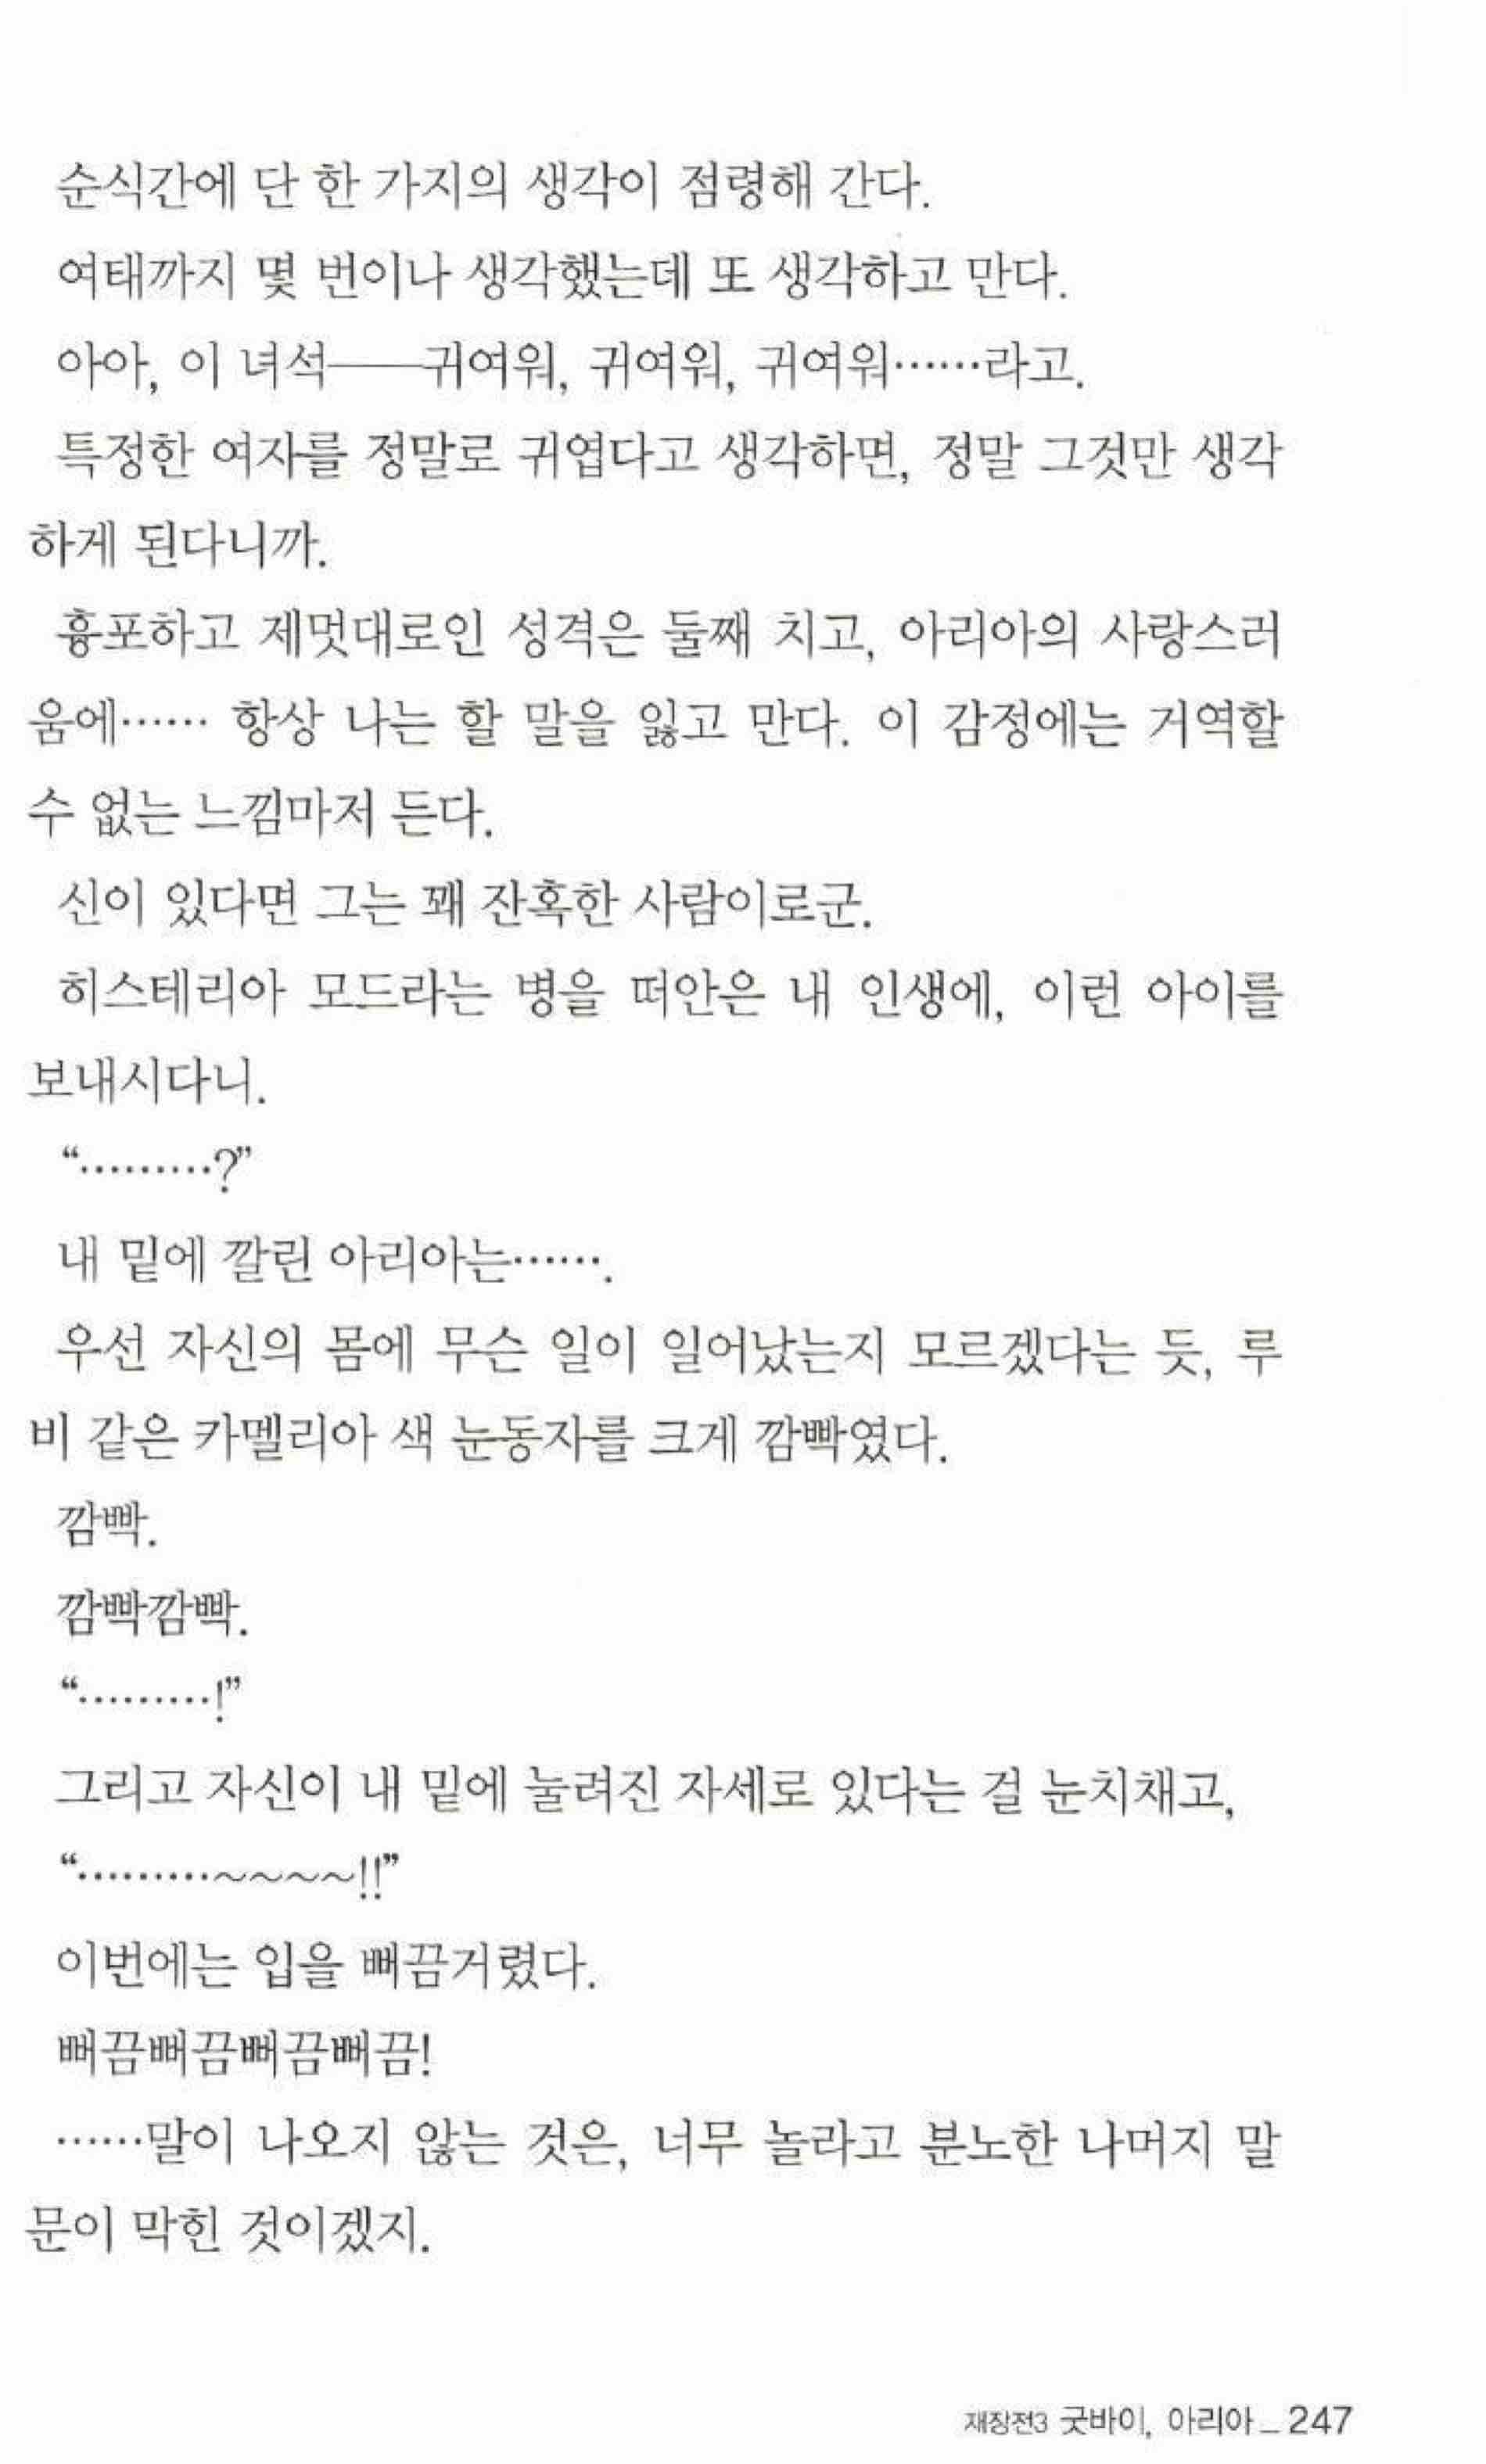 순식간에 단 한 가지의 생각이 점령해 간다.
여태까지 몇 번이나 생각했는데 또 생각하고 만다.
아아, 이 녀석──귀여워, 귀여워, 귀여워……라고.
특정한 여자를 정말로 귀엽다고 생각하면, 정말 그것만 생각
하게 된다니까.
흉포하고 제멋대로인 성격은 둘째 치고, 아리아의 사랑스러
움에…… 항상 나는 할 말을 잃고 만다. 이 감정에는 거역할
수 없는 느낌마저 든다.
신이 있다면 그는 꽤 잔혹한 사람이로군.
히스테리아 모드라는 병을 떠안은 내 인생에, 이런 아이를
보내시다니.
“………?”
내 밑에 깔린 아리아는…….
우선 자신의 몸에 무슨 일이 일어났는지 모르겠다는 듯, 루
비 같은 카멜리아 색 눈동자를 크게 깜빡였다.
깜빡.
깜빡깜빡.
“………!”
그리고 자신이 내 밑에 눌려진 자세로 있다는 걸 눈치채고,
“………~~~~!!”
이번에는 입을 뻐끔거렸다.
뻐끔뻐끔뻐끔뻐끔!
……말이 나오지 않는 것은, 너무 놀라고 분노한 나머지 말
문이 막힌 것이겠지.
재장전3 굿바이, 아리아 _ 247